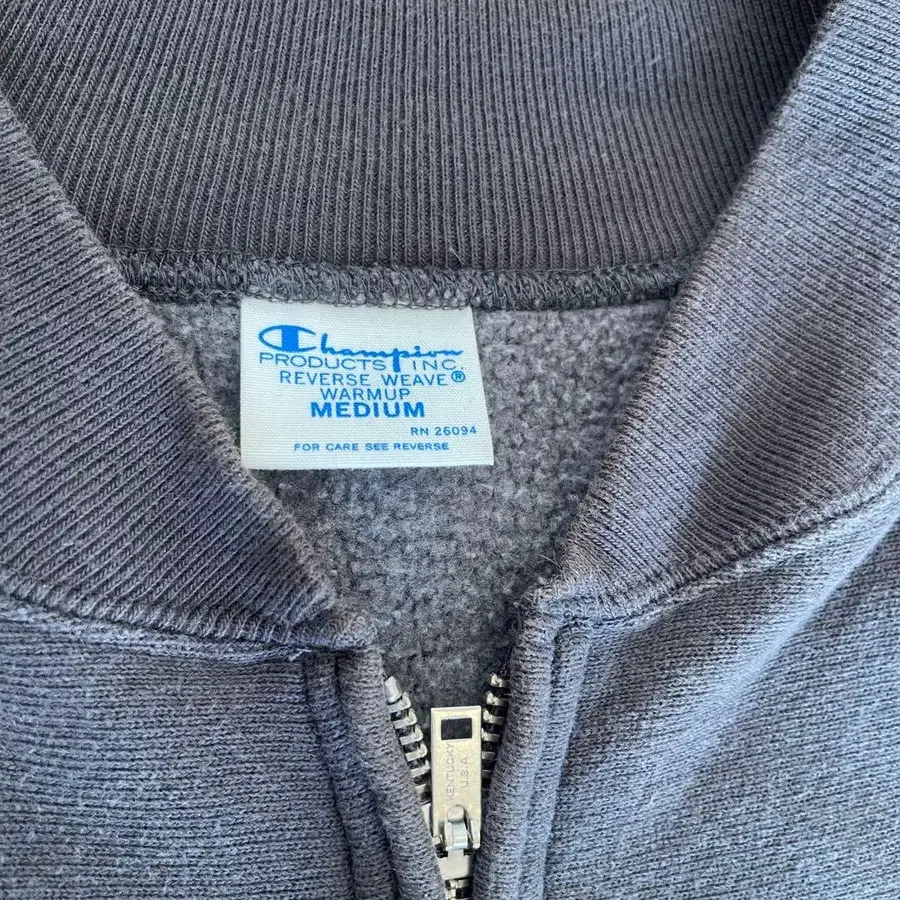 Champion
PRODUCTS INC.
REVERSE WEAVE®
WARMUP
MEDIUM
RN 26094
FOR CARE SEE REVERSE
KENTUCKY
U.S.A